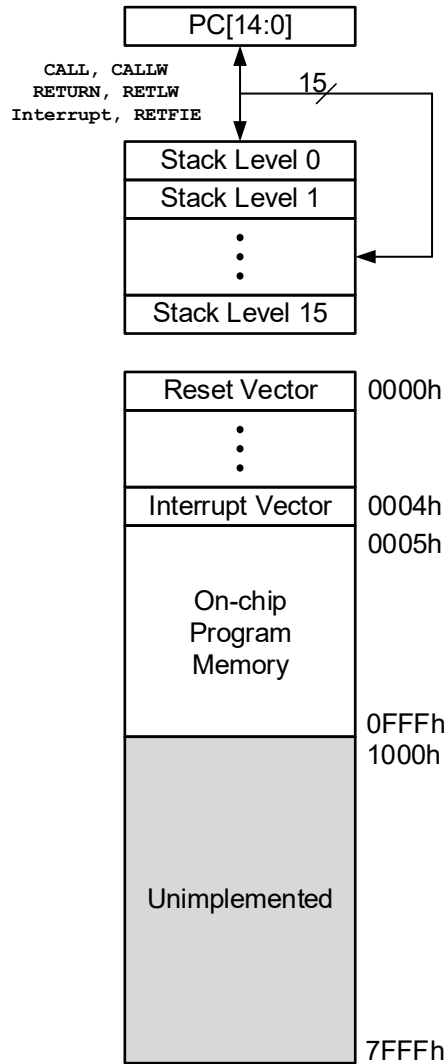 PC[14:0]
CALL, CALLW
RETURN, RETLW
Interrupt, RETFIE
15
Stack Level 0
Stack Level 1
Stack Level 15
Reset Vector
0000h
Interrupt Vector
0004h
0005h
On-chip
Program
Memory
0FFFh
1000h
Unimplemented
7FFFh